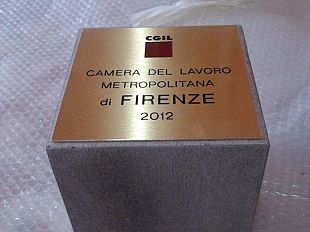 CGIL
CAMERA DEL LAVORO
METROPOLITANA
di FIRENZE
2012